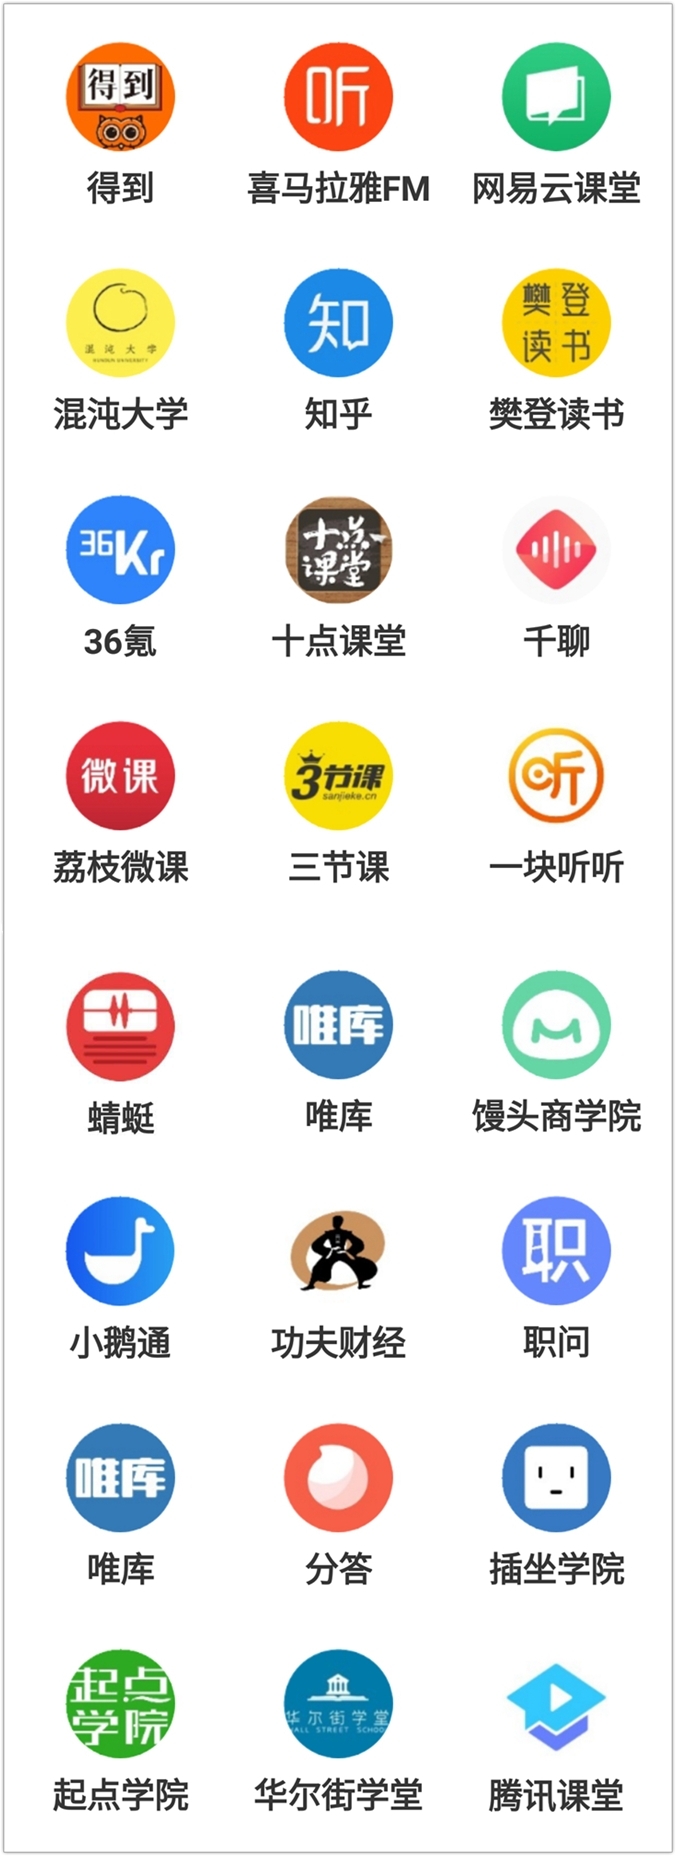 得到
得到
听
喜马拉雅FM
网易云课堂
混沌大学
HUNDUN UNIVERSITY
混沌大学
知
知乎
樊登
读书
樊登读书
36Kr
36氪
十点
课堂
十点课堂
千聊
微课
荔枝微课
3节课
sanjieke.cn
三节课
听
一块听听
蜻蜓
唯库
唯库
馒头商学院
小鹅通
功夫财经
职
职问
唯库
唯库
分答
插坐学院
起点
学院
起点学院
华尔街学堂
WALL STREET SCHOOL
华尔街学堂
腾讯课堂